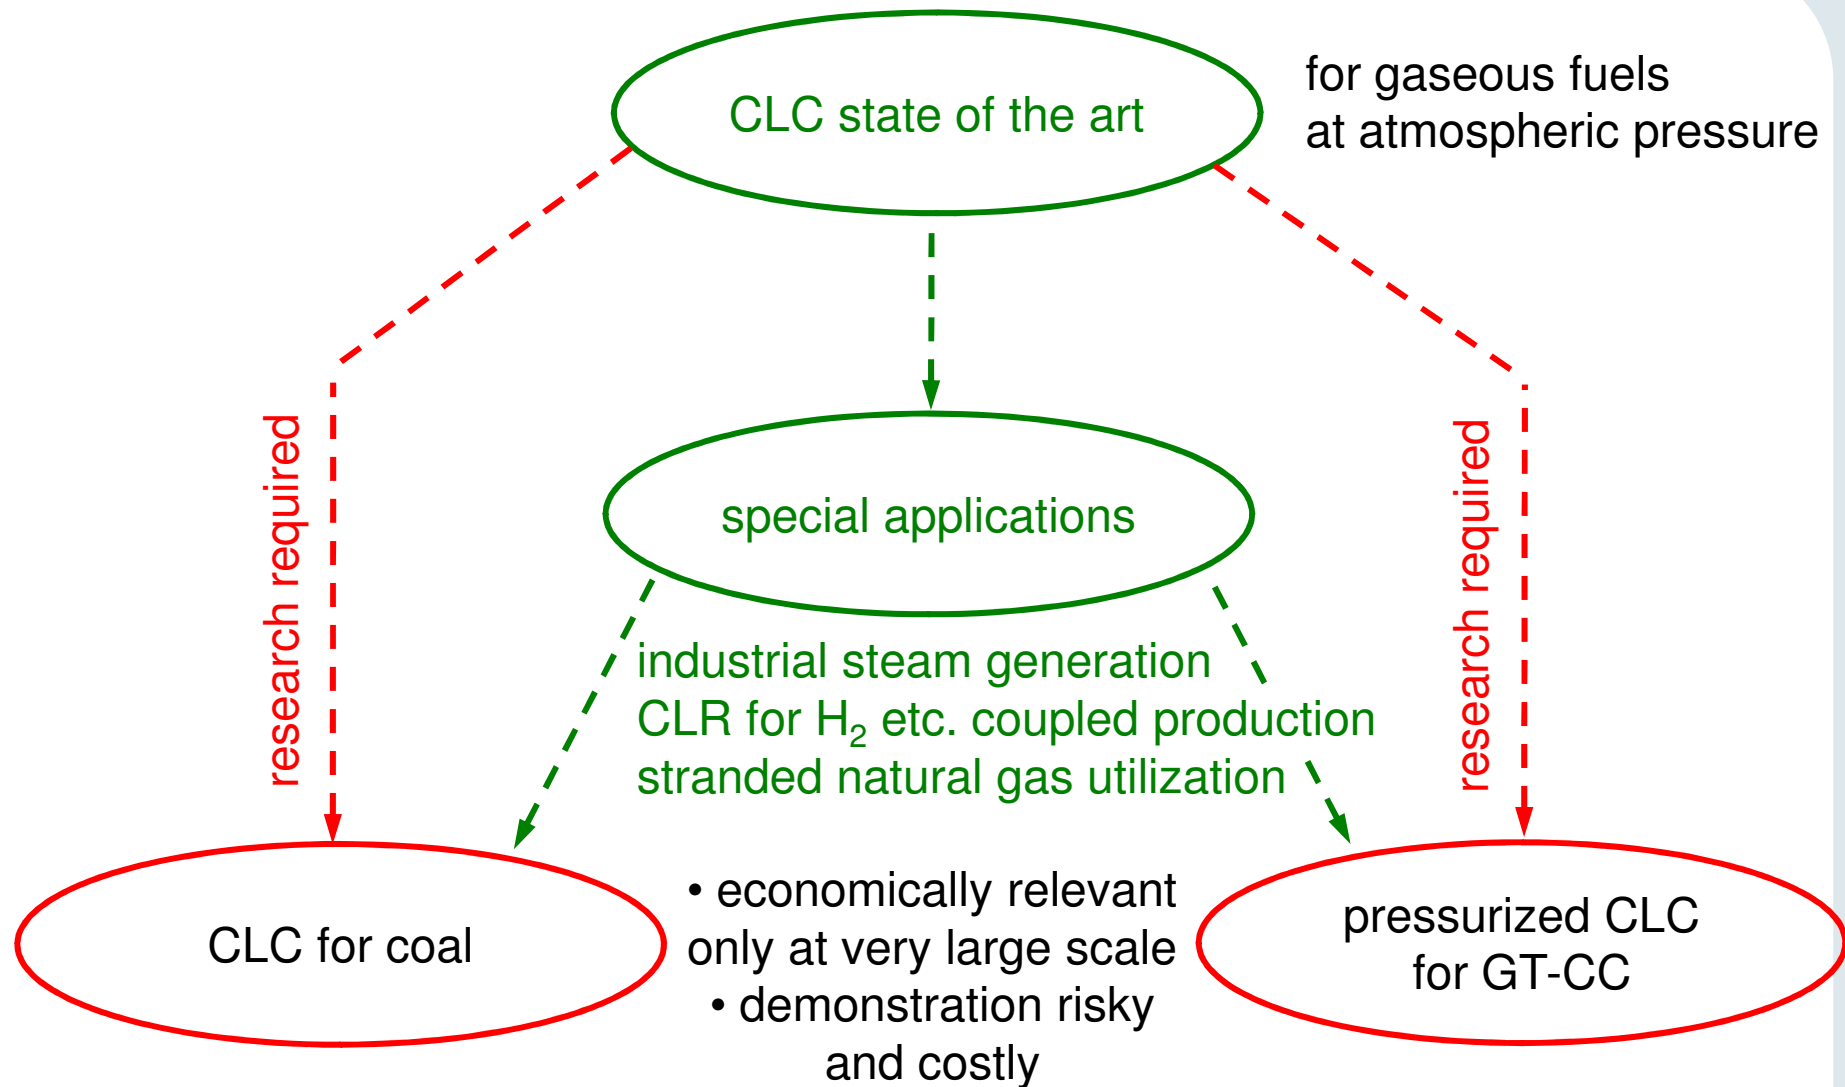 CLC state of the art
for gaseous fuels
at atmospheric pressure
research required
special applications
research required
industrial steam generation
CLR for H₂ etc. coupled production
stranded natural gas utilization
CLC for coal
• economically relevant
only at very large scale
• demonstration risky
and costly
pressurized CLC
for GT-CC